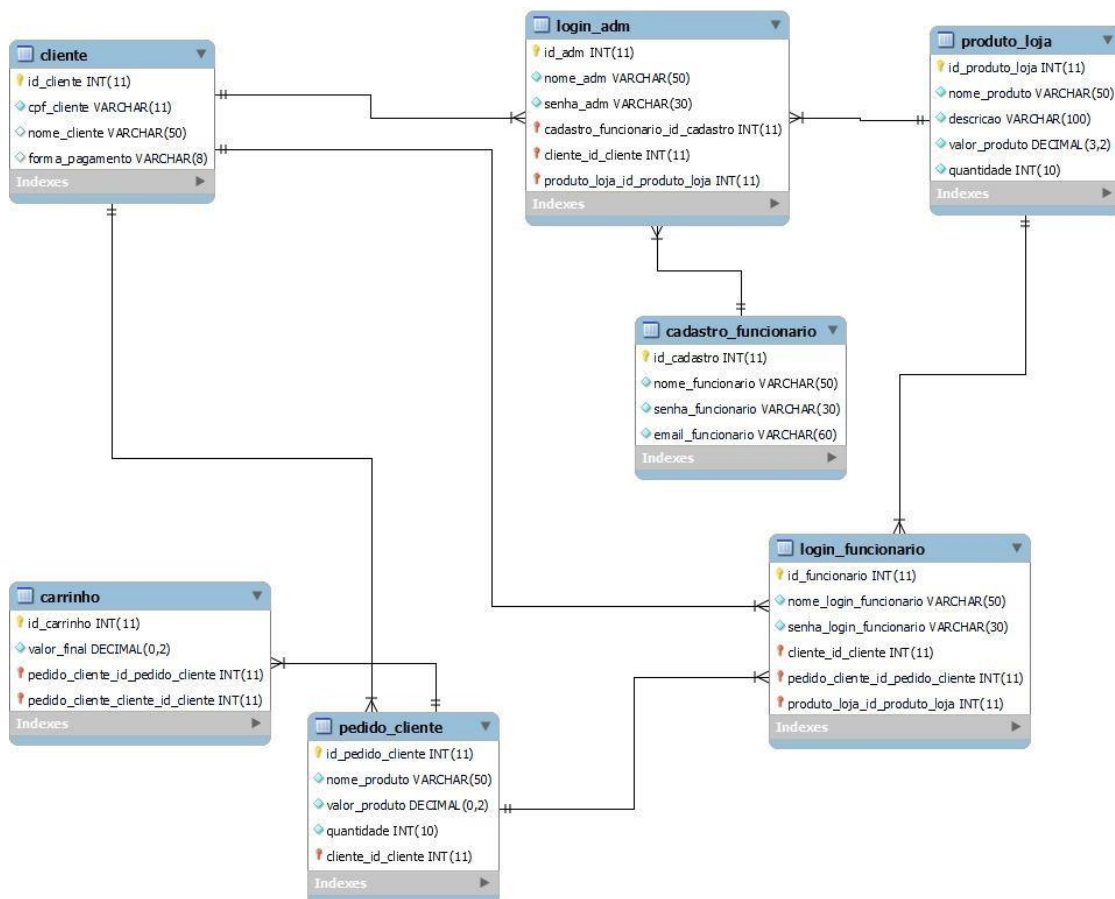 cliente
id_cliente INT(11)
cpf_cliente VARCHAR(11)
nome_cliente VARCHAR(50)
forma_pagamento VARCHAR(8)
Indexes
login_adm
id_adm INT(11)
nome_adm VARCHAR(50)
senha_adm VARCHAR(30)
cadastro_funcionario_id_cadastro INT(11)
cliente_id_cliente INT(11)
produto_loja_id_produto_loja INT(11)
Indexes
produto_loja
id_produto_loja INT(11)
nome_produto VARCHAR(50)
descricao VARCHAR(100)
valor_produto DECIMAL(3,2)
quantidade INT(10)
Indexes
cadastro_funcionario
id_cadastro INT(11)
nome_funcionario VARCHAR(50)
senha_funcionario VARCHAR(30)
email_funcionario VARCHAR(60)
Indexes
login_funcionario
id_funcionario INT(11)
nome_login_funcionario VARCHAR(50)
senha_login_funcionario VARCHAR(30)
cliente_id_cliente INT(11)
pedido_cliente_id_pedido_cliente INT(11)
produto_loja_id_produto_loja INT(11)
Indexes
carrinho
id_carrinho INT(11)
valor_final DECIMAL(0,2)
pedido_cliente_id_pedido_cliente INT(11)
pedido_cliente_cliente_id_cliente INT(11)
Indexes
pedido_cliente
id_pedido_cliente INT(11)
nome_produto VARCHAR(50)
valor_produto DECIMAL(0,2)
quantidade INT(10)
cliente_id_cliente INT(11)
Indexes